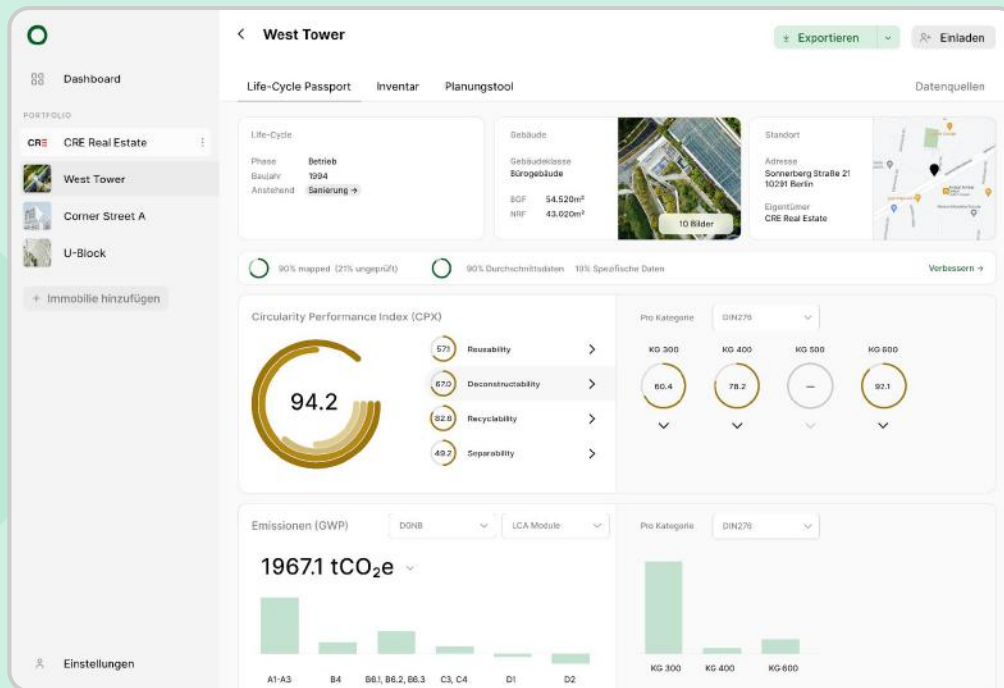 West Tower
Exportieren
Einladen
Dashboard
Life-Cycle Passport
Inventar
Planungstool
Datenquellen
PORTFOLIO
CRE CRE Real Estate
West Tower
Corner Street A
U-Block
+ Immobilie hinzufügen
Einstellungen
Life-Cycle
Phase Betrieb
Baujahr 1994
Anstehend Sanierung →
Gebäude
Gebäudeklasse
Bürogebäude
BGF 54.520m²
NRF 43.020m²
10 Bilder
Standort
Adresse
Sonnerberg Straße 21
10291 Berlin
Eigentümer
CRE Real Estate
90% mapped (21% ungeprüft)
90% Durchschnittsdaten 10% Spezifische Daten
Verbessern →
Circularity Performance Index (CPX)
94.2
57.1 Reusability
67.0 Deconstructability
82.8 Recyclability
49.2 Separability
Pro Kategorie DIN276
KG 300 KG 400 KG 500 KG 600
60.4 78.2 — 92.1
Emissionen (GWP) DGNB LCA Module
1967.1 tCO₂e
A1-A3 B4 B6.1, B6.2, B6.3 C3, C4 D1 D2
Pro Kategorie DIN276
KG 300 KG 400 KG 600